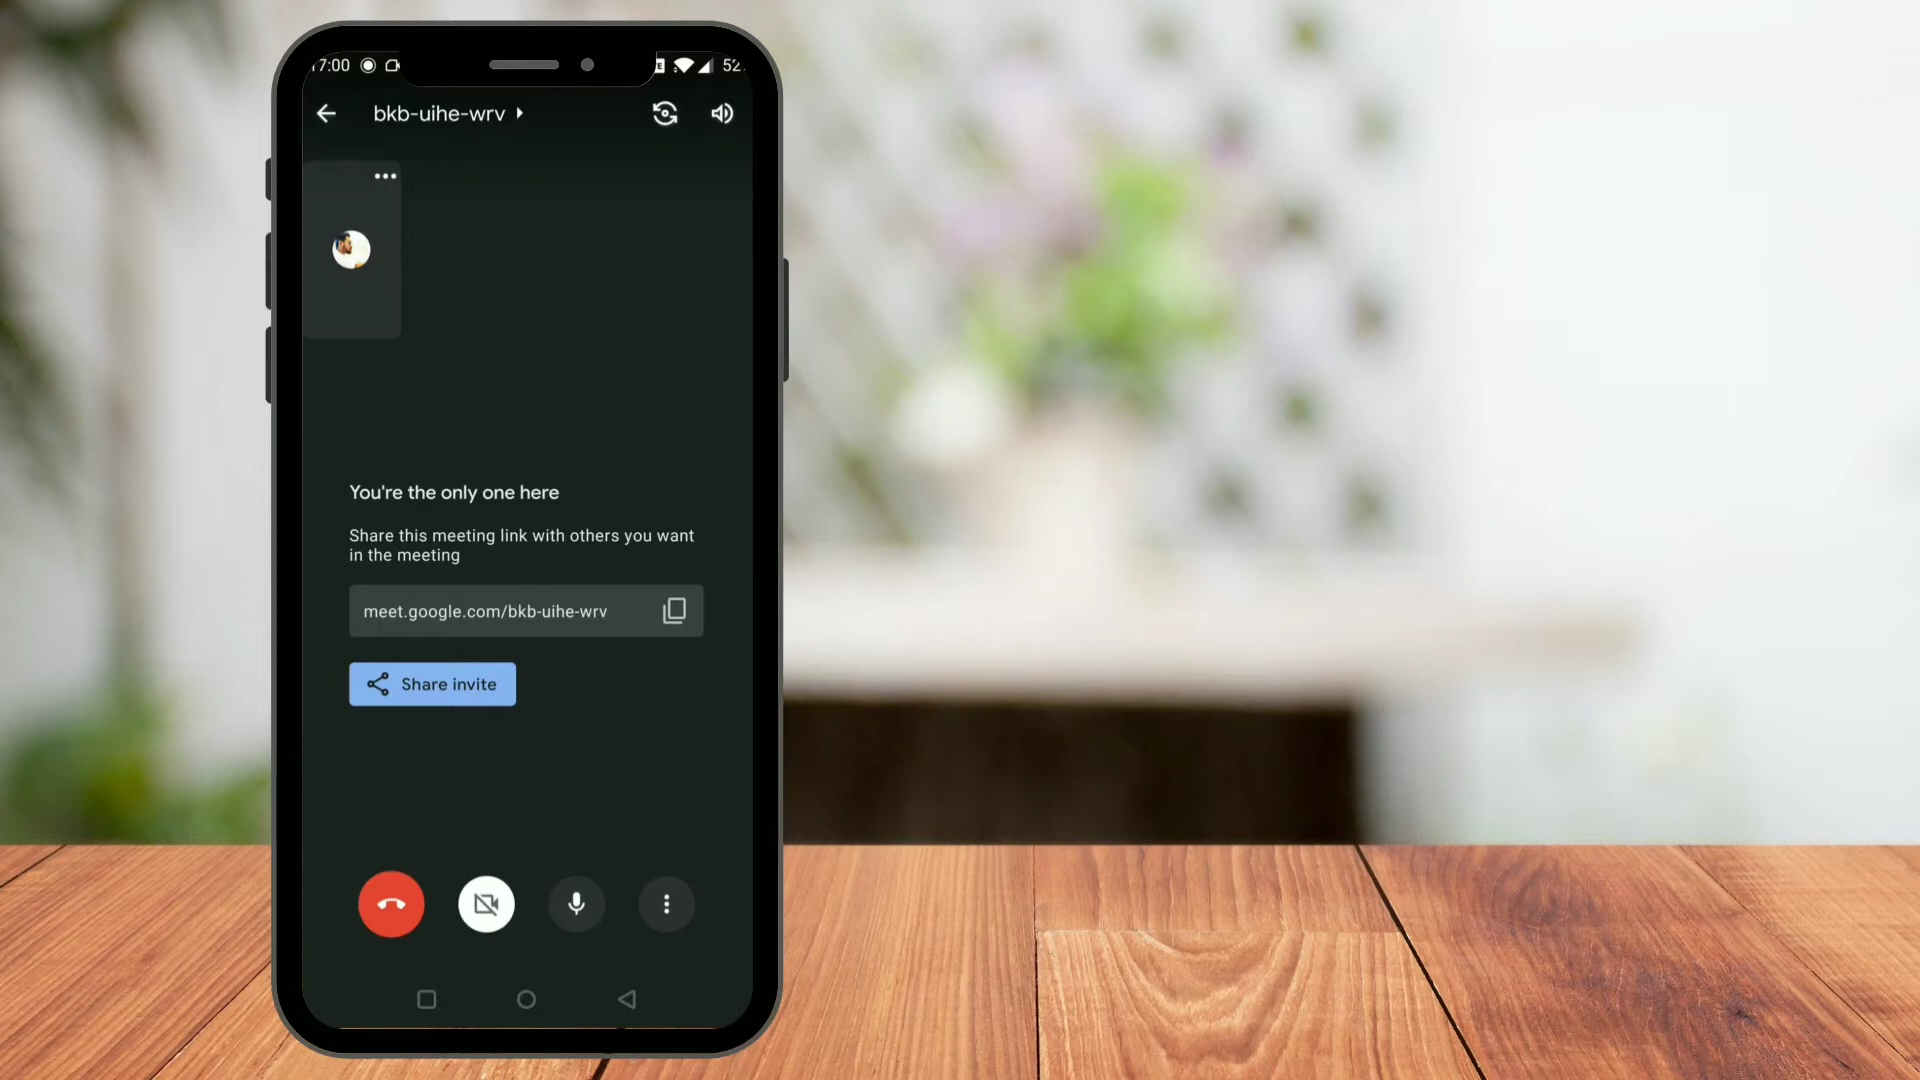 17:00 52
bkb-uihe-wrv
You're the only one here
Share this meeting link with others you want
in the meeting
meet.google.com/bkb-uihe-wrv
Share invite